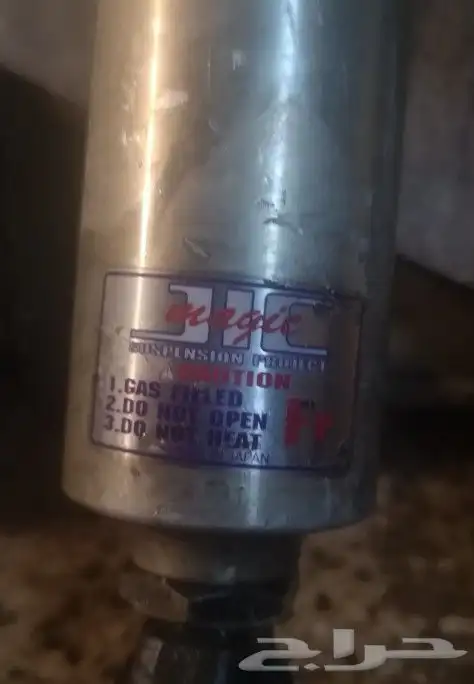 JIC
magic
SUSPENSION PROJECT
CAUTION
1.GAS FILLED
2.DO NOT OPEN
3.DO NOT HEAT
Fr
JAPAN
حراج